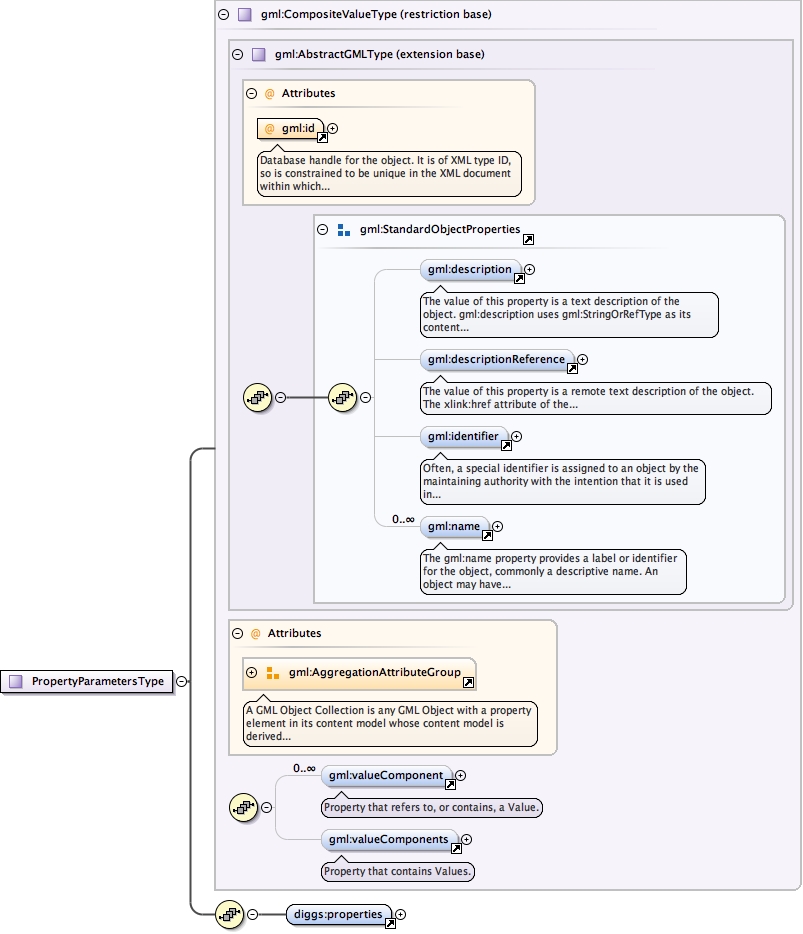 gml:CompositeValueType (restriction base)
gml:AbstractGMLType (extension base)
@ Attributes
@ gml:id
Database handle for the object. It is of XML type ID,
so is constrained to be unique in the XML document
within which...
gml:StandardObjectProperties
gml:description
The value of this property is a text description of the
object. gml:description uses gml:StringOrRefType as its
content...
gml:descriptionReference
The value of this property is a remote text description of the object.
The xlink:href attribute of the...
gml:identifier
Often, a special identifier is assigned to an object by the
maintaining authority with the intention that it is used
in...
0..∞
gml:name
The gml:name property provides a label or identifier
for the object, commonly a descriptive name. An
object may have...
@ Attributes
gml:AggregationAttributeGroup
A GML Object Collection is any GML Object with a property
element in its content model whose content model is
derived...
PropertyParametersType
0..∞
gml:valueComponent
Property that refers to, or contains, a Value.
gml:valueComponents
Property that contains Values.
diggs:properties